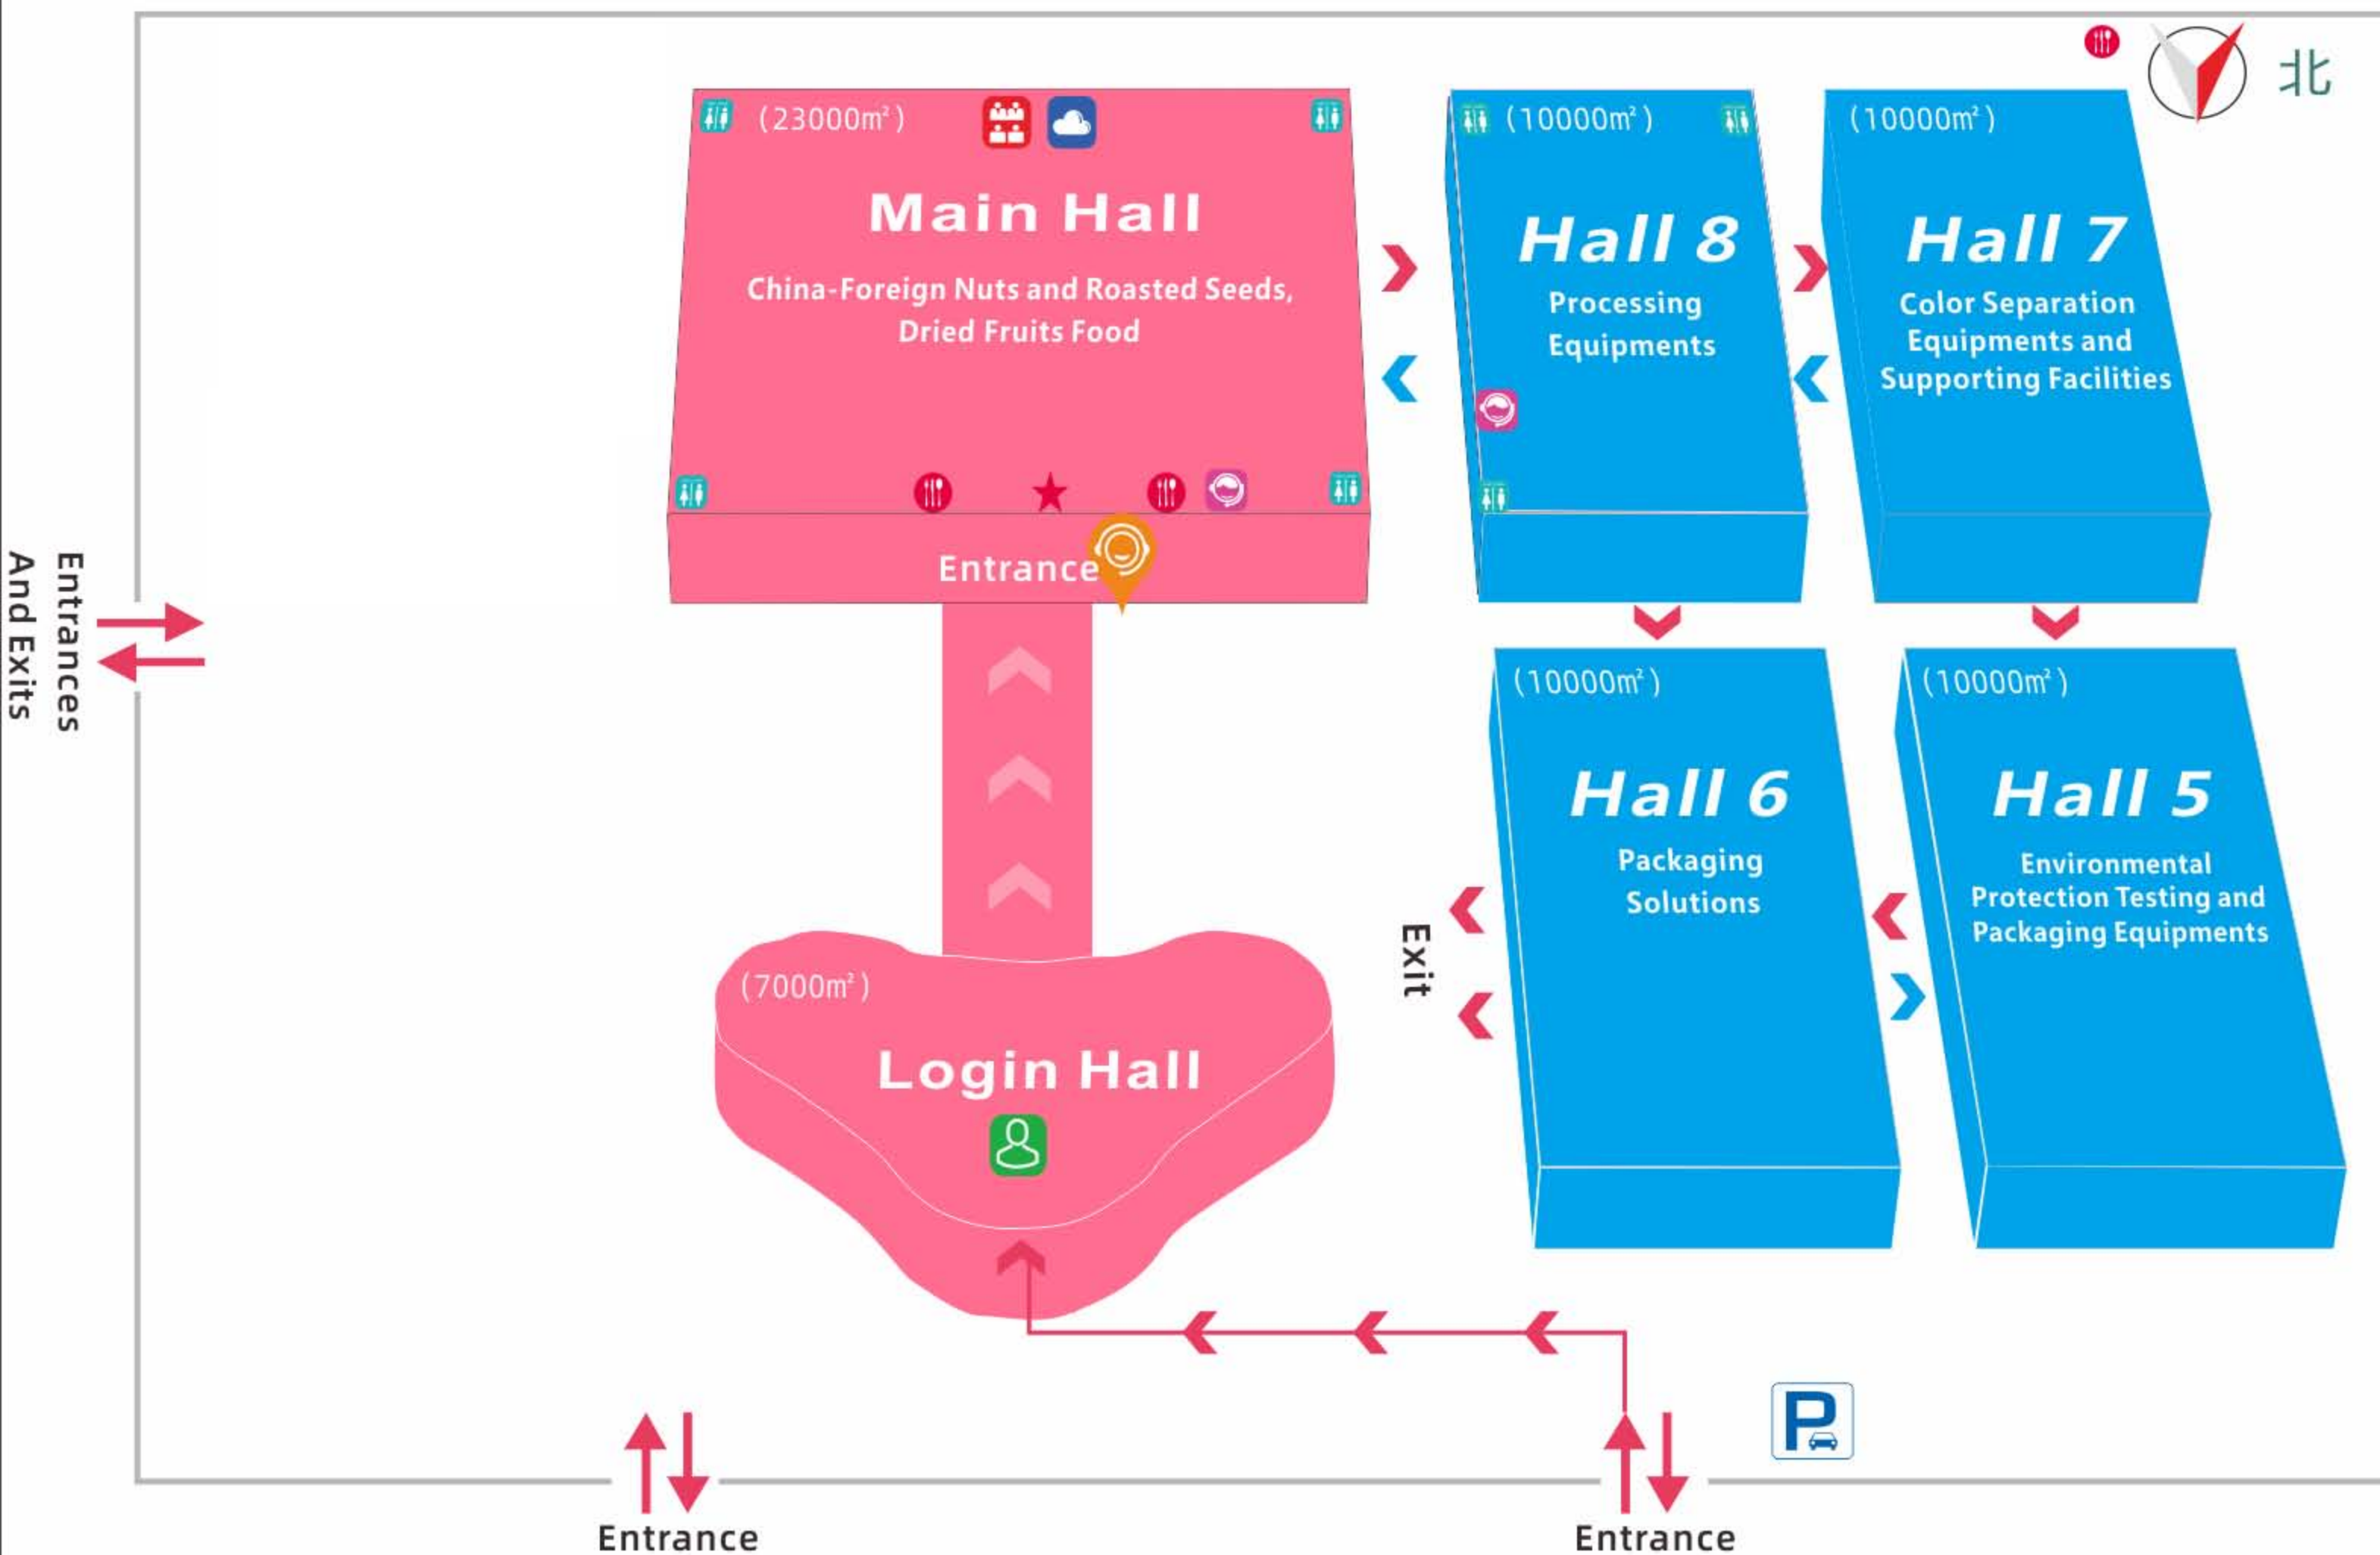 北
(23000m²)
Main Hall
China-Foreign Nuts and Roasted Seeds,
Dried Fruits Food
Entrance
(10000m²)
Hall 8
Processing
Equipments
(10000m²)
Hall 7
Color Separation
Equipments and
Supporting Facilities
Entrances
And Exits
(10000m²)
Hall 6
Packaging
Solutions
(10000m²)
Hall 5
Environmental
Protection Testing and
Packaging Equipments
Exit
(7000m²)
Login Hall
P
Entrance
Entrance